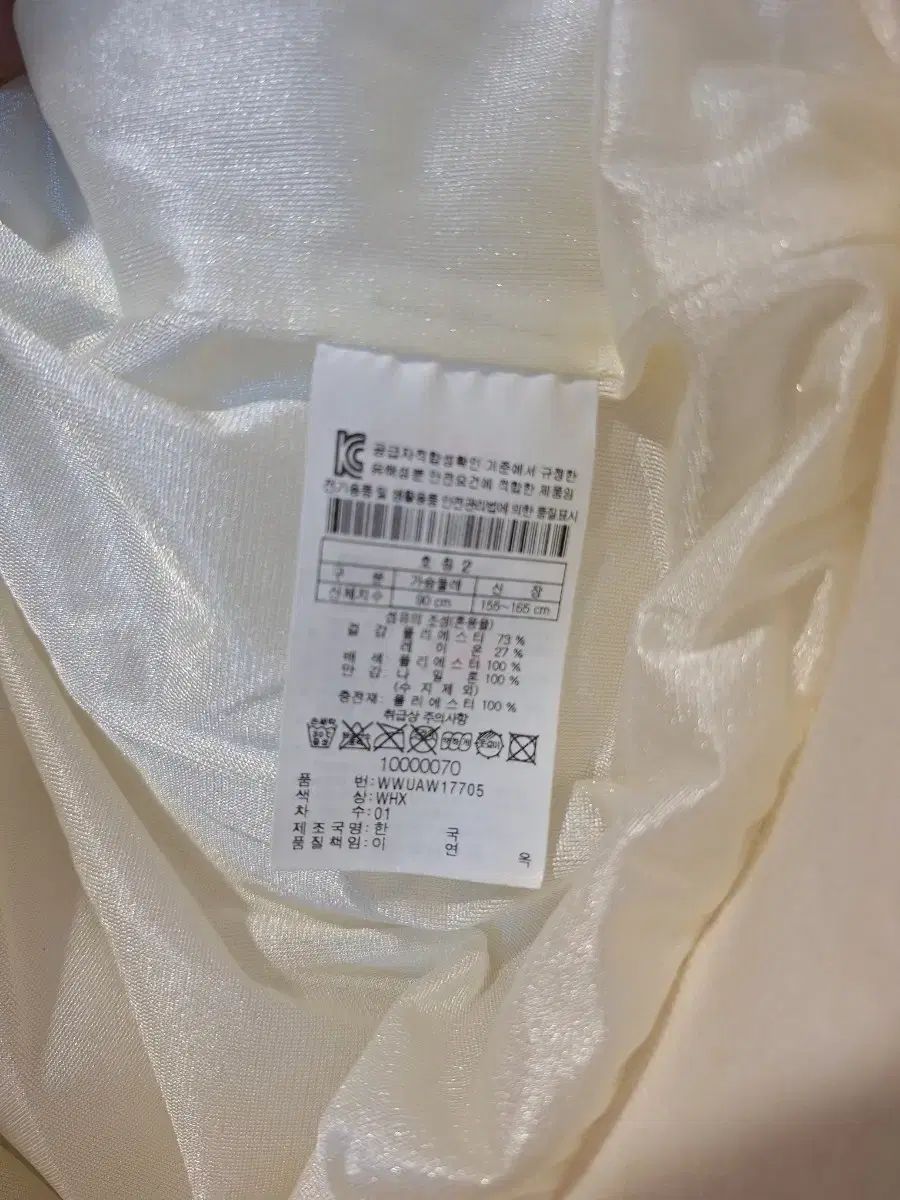 공급자적합성확인 기준에서 규정한
유해성분 안전요건에 적합한 제품임
전기용품 및 생활용품 안전관리법에 의한 품질표시
호 칭 2
구 분 가슴둘레 신 장
신체치수 90 cm 155~165 cm
섬유의 조성(혼용율)
겉 감 폴 리 에 스 터 73 %
레 이 온 27 %
배 색: 폴 리 에 스 터 100 %
안 감: 나 일 론 100 %
(수 지 제 외)
충전재: 폴 리 에 스 터 100 %
취급상 주의사항
손세탁
30℃
중성
10000070
품 번: WWUAW17705
색 상: WHX
차 수: 01
제 조 국 명: 한 국
품 질 책 임: 이 연 옥